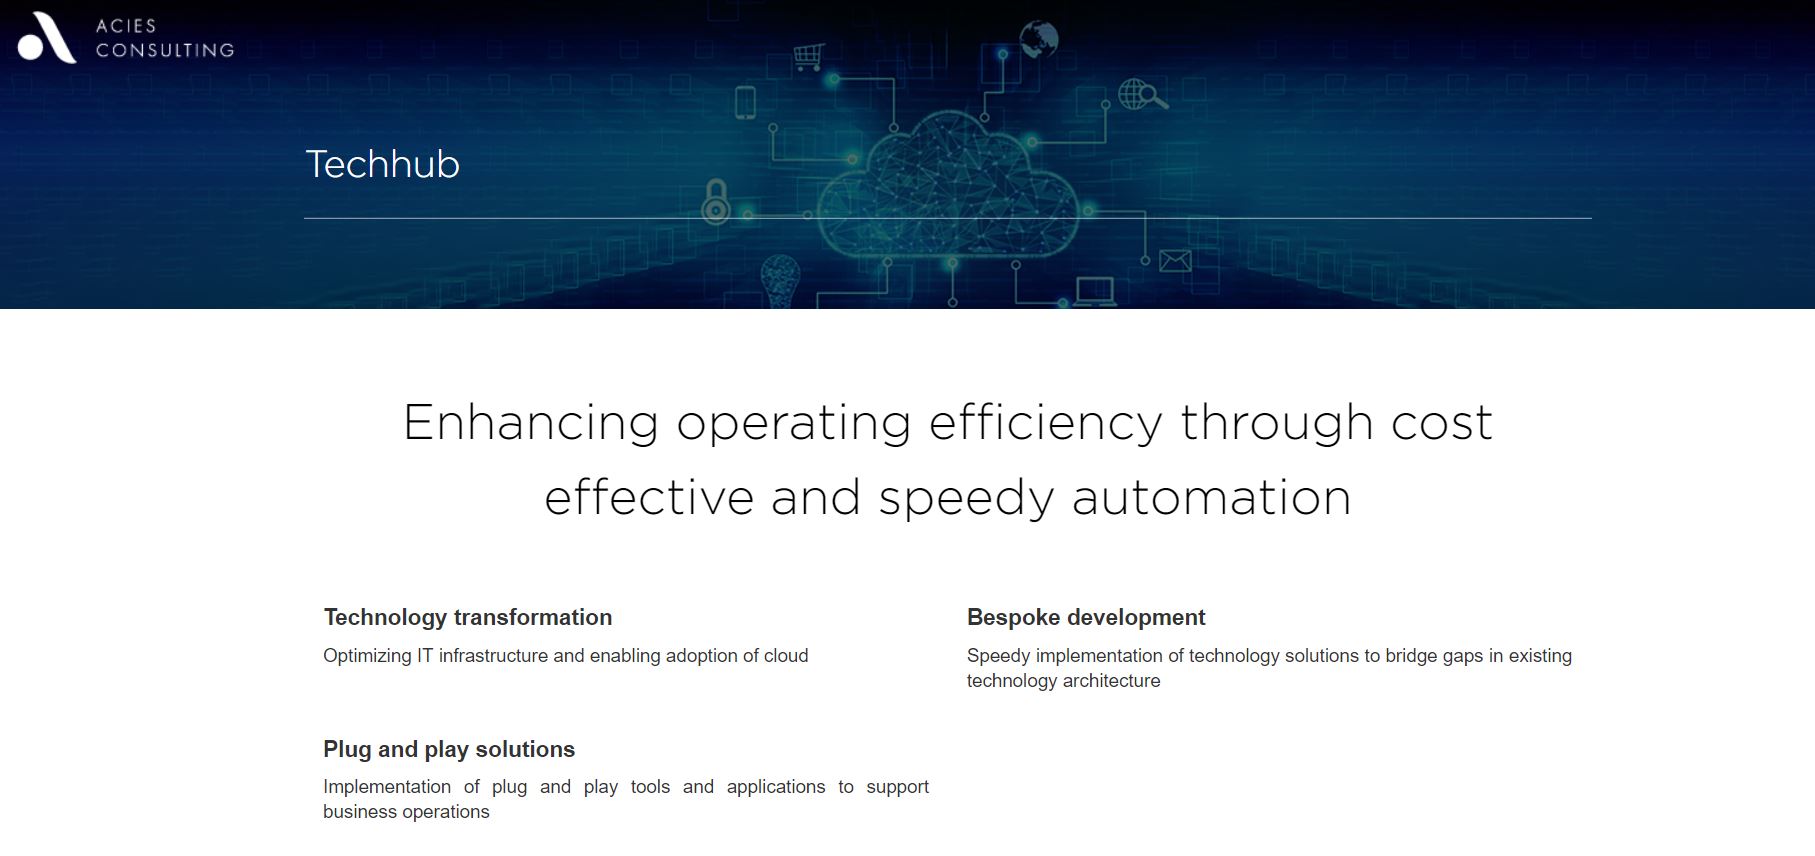 ACIES
CONSULTING
Techhub
Enhancing operating efficiency through cost
effective and speedy automation
Technology transformation
Optimizing IT infrastructure and enabling adoption of cloud
Bespoke development
Speedy implementation of technology solutions to bridge gaps in existing
technology architecture
Plug and play solutions
Implementation of plug and play tools and applications to support
business operations